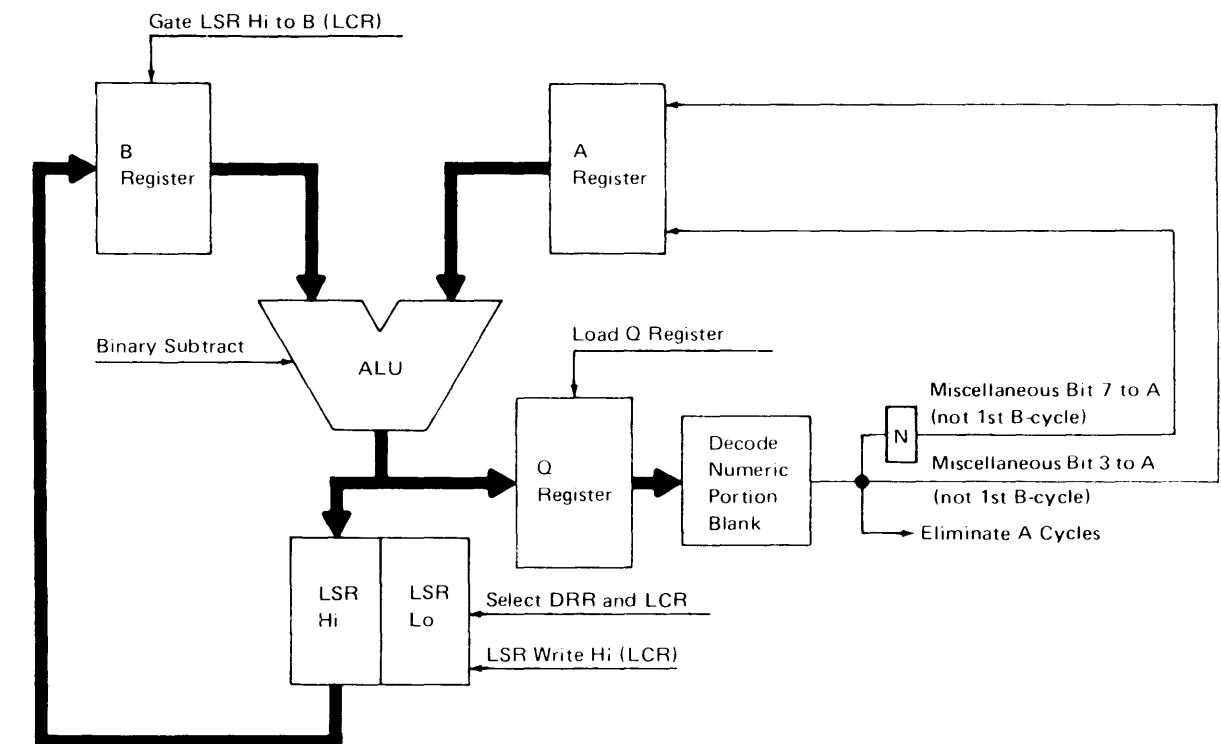 Gate LSR Hi to B (LCR)
B
Register
A
Register
Binary Subtract
ALU
Load Q Register
Q
Register
Decode
Numeric
Portion
Blank
N
Miscellaneous Bit 7 to A
(not 1st B-cycle)
Miscellaneous Bit 3 to A
(not 1st B-cycle)
Eliminate A Cycles
LSR
Hi
LSR
Lo
Select DRR and LCR
LSR Write Hi (LCR)